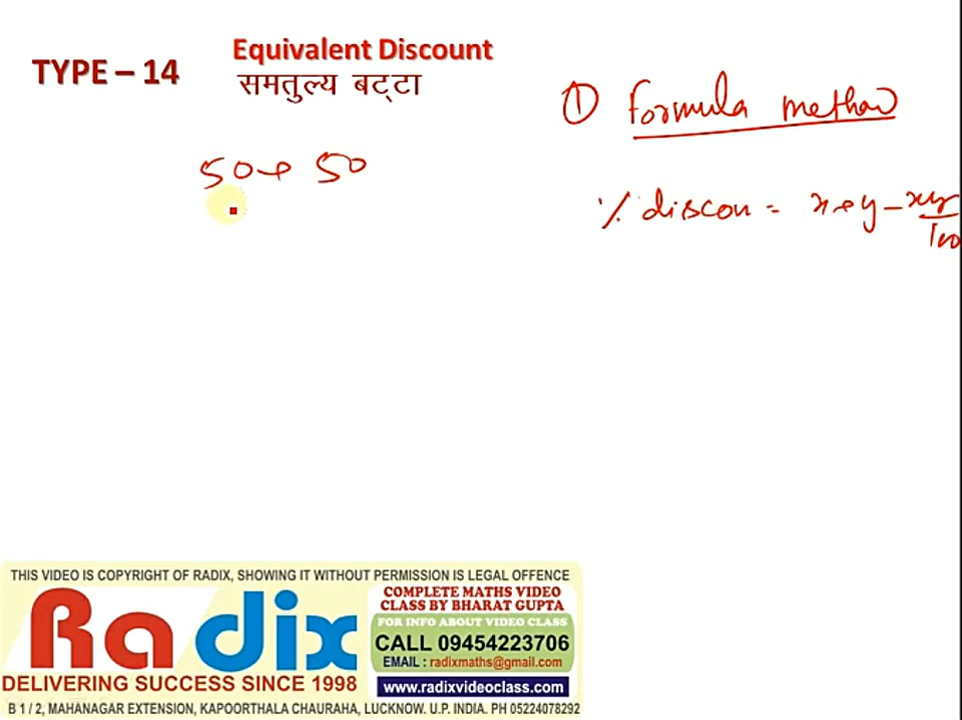 TYPE – 14
Equivalent Discount
समतुल्य बट्टा
① Formula method
50 + 50
% discoun = x + y – xy/100
THIS VIDEO IS COPYRIGHT OF RADIX, SHOWING IT WITHOUT PERMISSION IS LEGAL OFFENCE
Radix
DELIVERING SUCCESS SINCE 1998
COMPLETE MATHS VIDEO
CLASS BY BHARAT GUPTA
FOR INFO ABOUT VIDEO CLASS
CALL 09454223706
EMAIL : radixmaths@gmail.com
www.radixvideoclass.com
B 1 / 2, MAHANAGAR EXTENSION, KAPOORTHALA CHAURAHA, LUCKNOW. U.P. INDIA. PH 05224078292